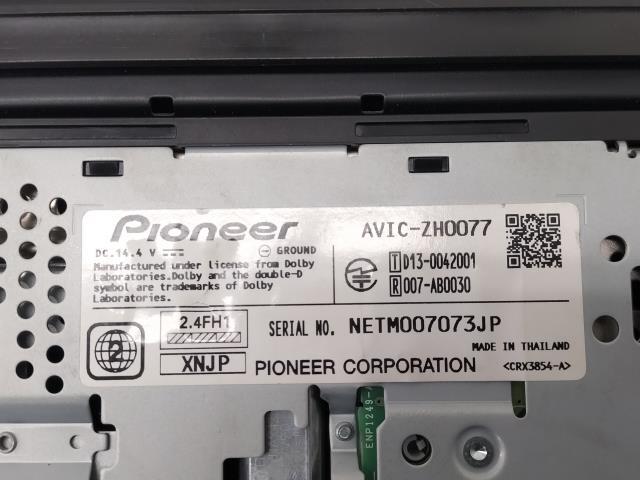 Pioneer
AVIC-ZH0077
DC.14.4 V
GROUND
Manufactured under license from Dolby
Laboratories.Dolby and the double-D
symbol are trademarks of Dolby
Laboratories.
T D13-0042001
R 007-AB0030
2
2.4FH1
XNJP
SERIAL NO. NETM007073JP
MADE IN THAILAND
PIONEER CORPORATION
<CRX3854-A>
ENP1249-